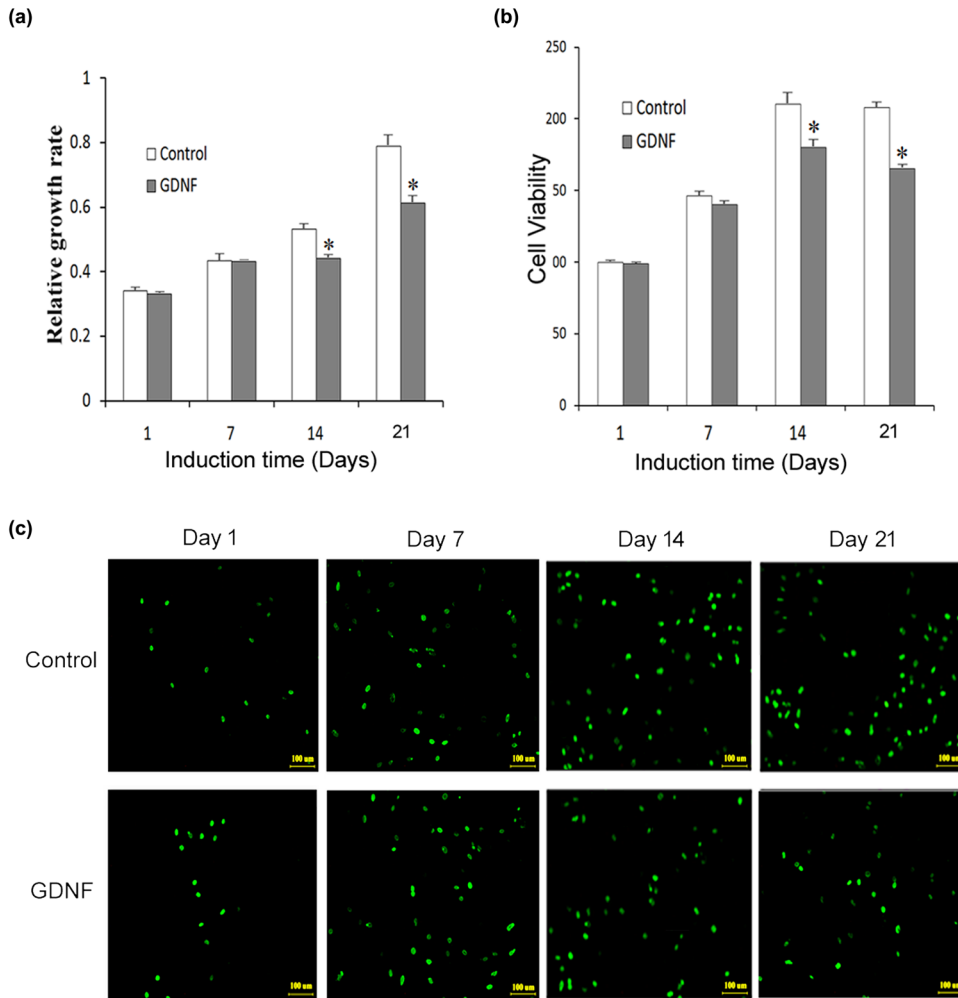 (a)
1
0.8
0.6
0.4
0.2
0
Relative growth rate
Control
GDNF
*
*
1 7 14 21
Induction time (Days)
(b)
250
200
50
00
50
0
Cell Viability
Control
GDNF
*
*
1 7 14 21
Induction time (Days)
(c)
Day 1 Day 7 Day 14 Day 21
Control
100 um 100 um 100 um 100 um
GDNF
100 um 100 um 100 um 100 um